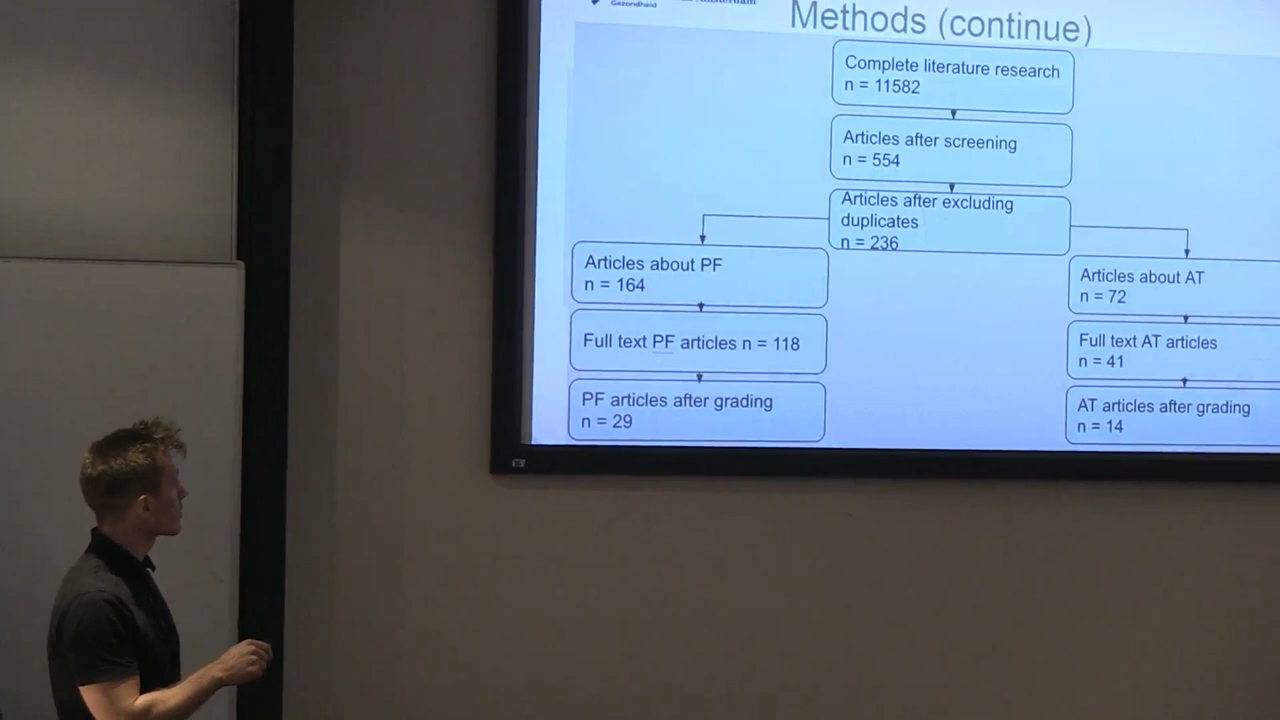 Gezondheid
Methods (continue)
Complete literature research
n = 11582
Articles after screening
n = 554
Articles after excluding
duplicates
n = 236
Articles about PF
n = 164
Full text PF articles n = 118
PF articles after grading
n = 29
Articles about AT
n = 72
Full text AT articles
n = 41
AT articles after grading
n = 14